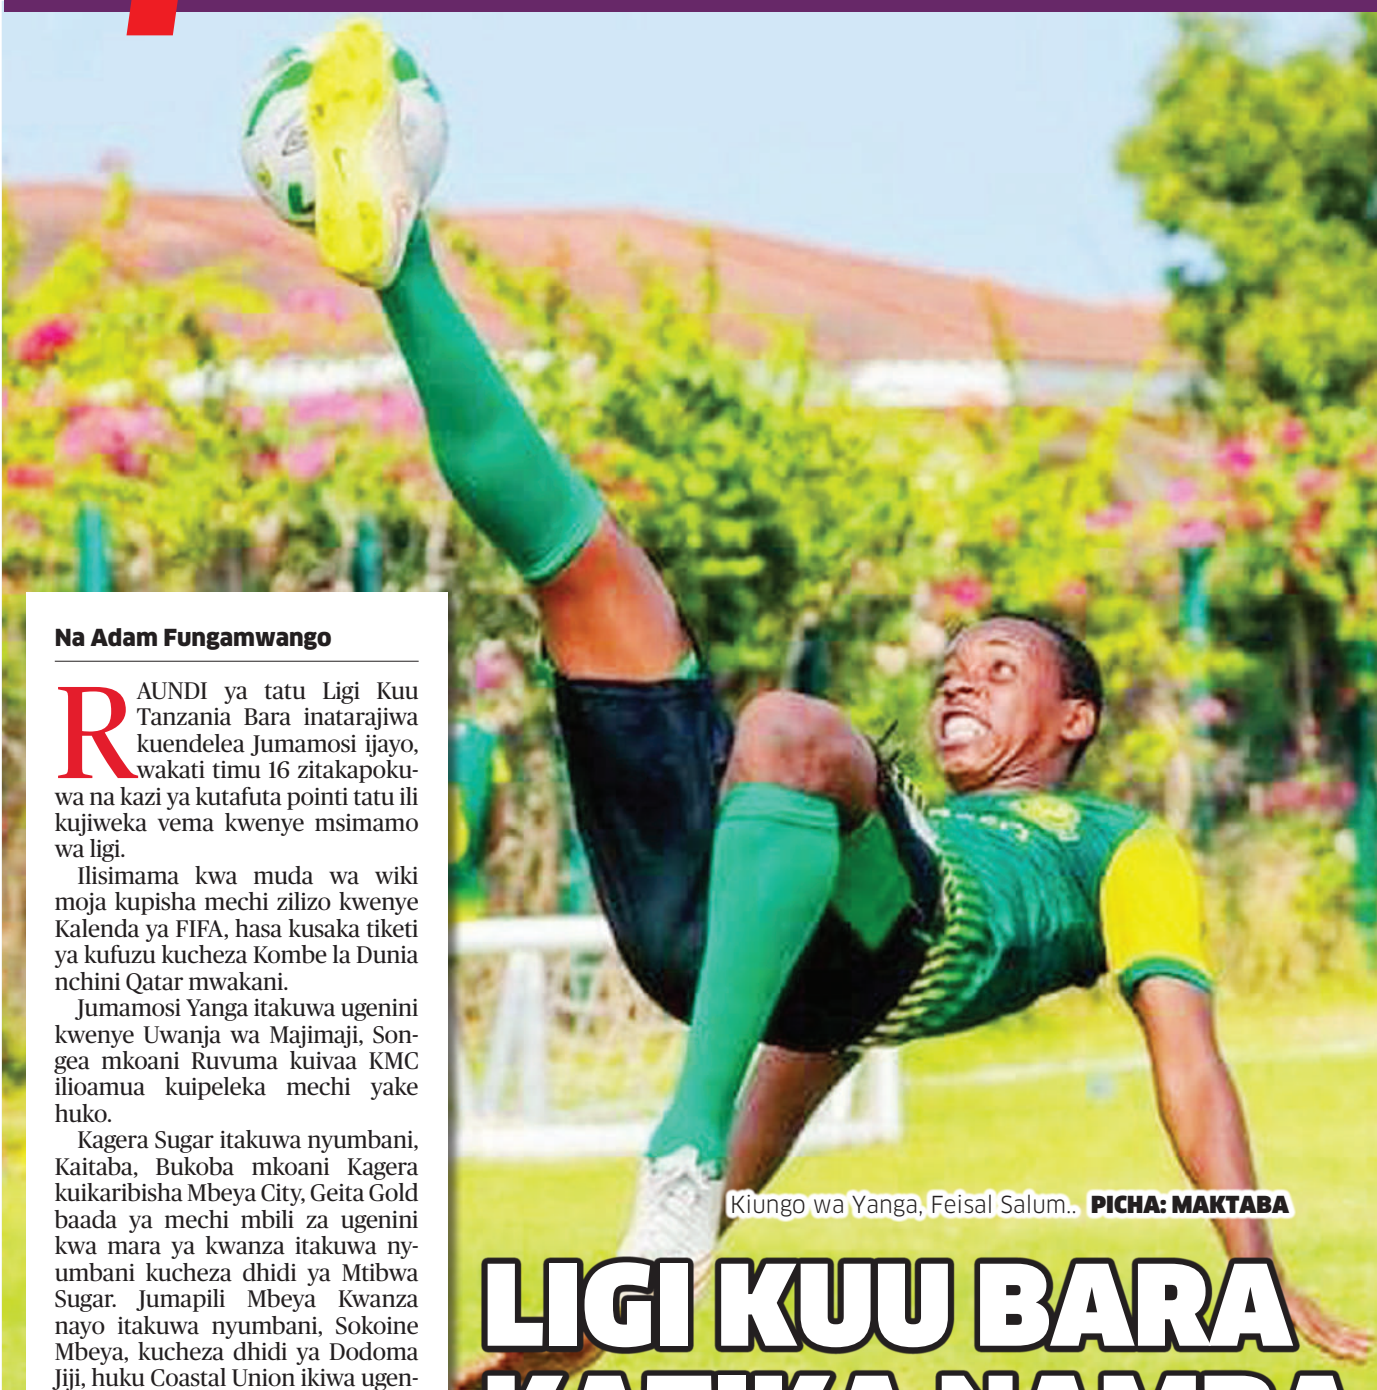 Na Adam Fungamwango
RAUNDI ya tatu Ligi Kuu
Tanzania Bara inatarajiwa
kuendelea Jumamosi ijayo,
wakati timu 16 zitakapoku-
wa na kazi ya kutafuta pointi tatu ili
kujiweka vema kwenye msimamo
wa ligi.
Ilisimama kwa muda wa wiki
moja kupisha mechi zilizo kwenye
Kalenda ya FIFA, hasa kusaka tiketi
ya kufuzu kucheza Kombe la Dunia
nchini Qatar mwakani.
Jumamosi Yanga itakuwa ugenini
kwenye Uwanja wa Majimaji, Son-
gea mkoani Ruvuma kuivaa KMC
ilioamua kuipeleka mechi yake
huko.
Kagera Sugar itakuwa nyumbani,
Kaitaba, Bukoba mkoani Kagera
kuikaribisha Mbeya City, Geita Gold
baada ya mechi mbili za ugenini
kwa mara ya kwanza itakuwa ny-
umbani kucheza dhidi ya Mtibwa
Sugar. Jumapili Mbeya Kwanza
nayo itakuwa nyumbani, Sokoine
Mbeya, kucheza dhidi ya Dodoma
Jiji, huku Coastal Union ikiwa ugen-
Kiungo wa Yanga, Feisal Salum.. PICHA: MAKTABA
LIGI KUU BARA
KATIKA NAMBA